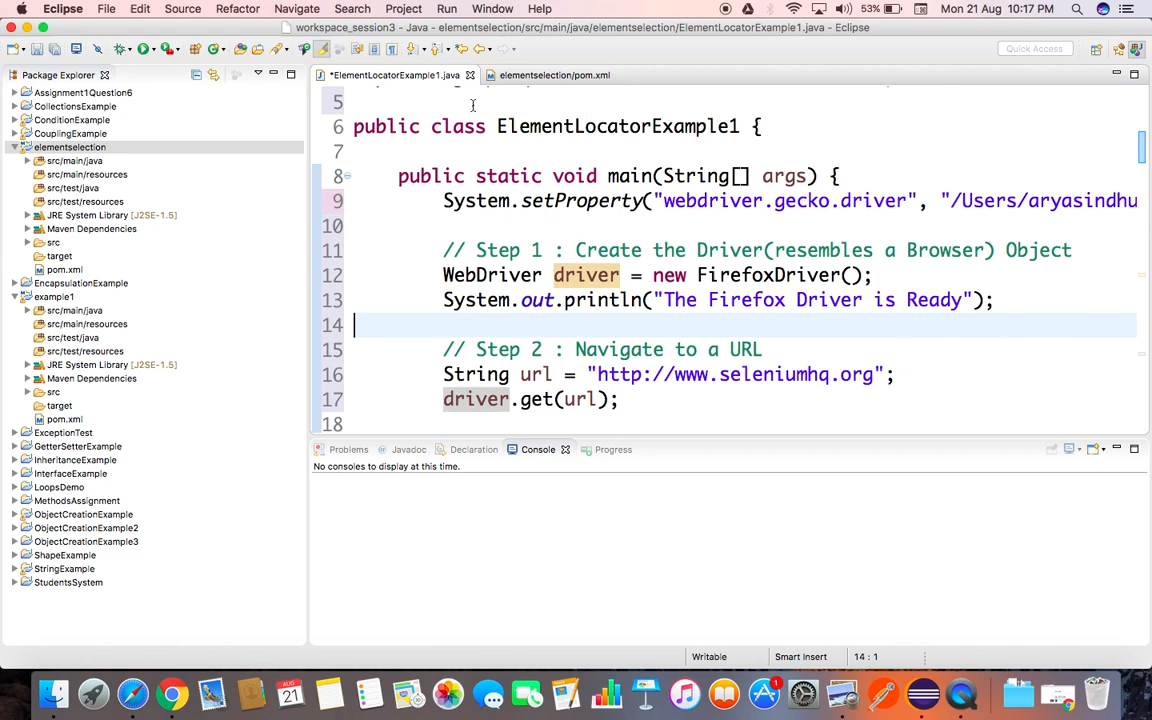 Eclipse File Edit Source Refactor Navigate Search Project Run Window Help 53% Mon 21 Aug 10:17 PM
workspace_session3 - Java - elementselection/src/main/java/elementselection/ElementLocatorExample1.java - Eclipse
Quick Access
Package Explorer
Assignment1Question6
CollectionsExample
ConditionExample
CouplingExample
elementselection
src/main/java
src/main/resources
src/test/java
src/test/resources
JRE System Library [J2SE-1.5]
Maven Dependencies
src
target
pom.xml
EncapsulationExample
example1
src/main/java
src/main/resources
src/test/java
src/test/resources
JRE System Library [J2SE-1.5]
Maven Dependencies
src
target
pom.xml
ExceptionTest
GetterSetterExample
InheritanceExample
InterfaceExample
LoopsDemo
MethodsAssignment
ObjectCreationExample
ObjectCreationExample2
ObjectCreationExample3
ShapeExample
StringExample
StudentsSystem
*ElementLocatorExample1.java elementselection/pom.xml
5
6 public class ElementLocatorExample1 {
7
8 public static void main(String[] args) {
9 System.setProperty("webdriver.gecko.driver", "/Users/aryasindhu
10
11 // Step 1 : Create the Driver(resembles a Browser) Object
12 WebDriver driver = new FirefoxDriver();
13 System.out.println("The Firefox Driver is Ready");
14
15 // Step 2 : Navigate to a URL
16 String url = "http://www.seleniumhq.org";
17 driver.get(url);
18
Problems Javadoc Declaration Console Progress
No consoles to display at this time.
Writable Smart Insert 14 : 1
AUG
21
1